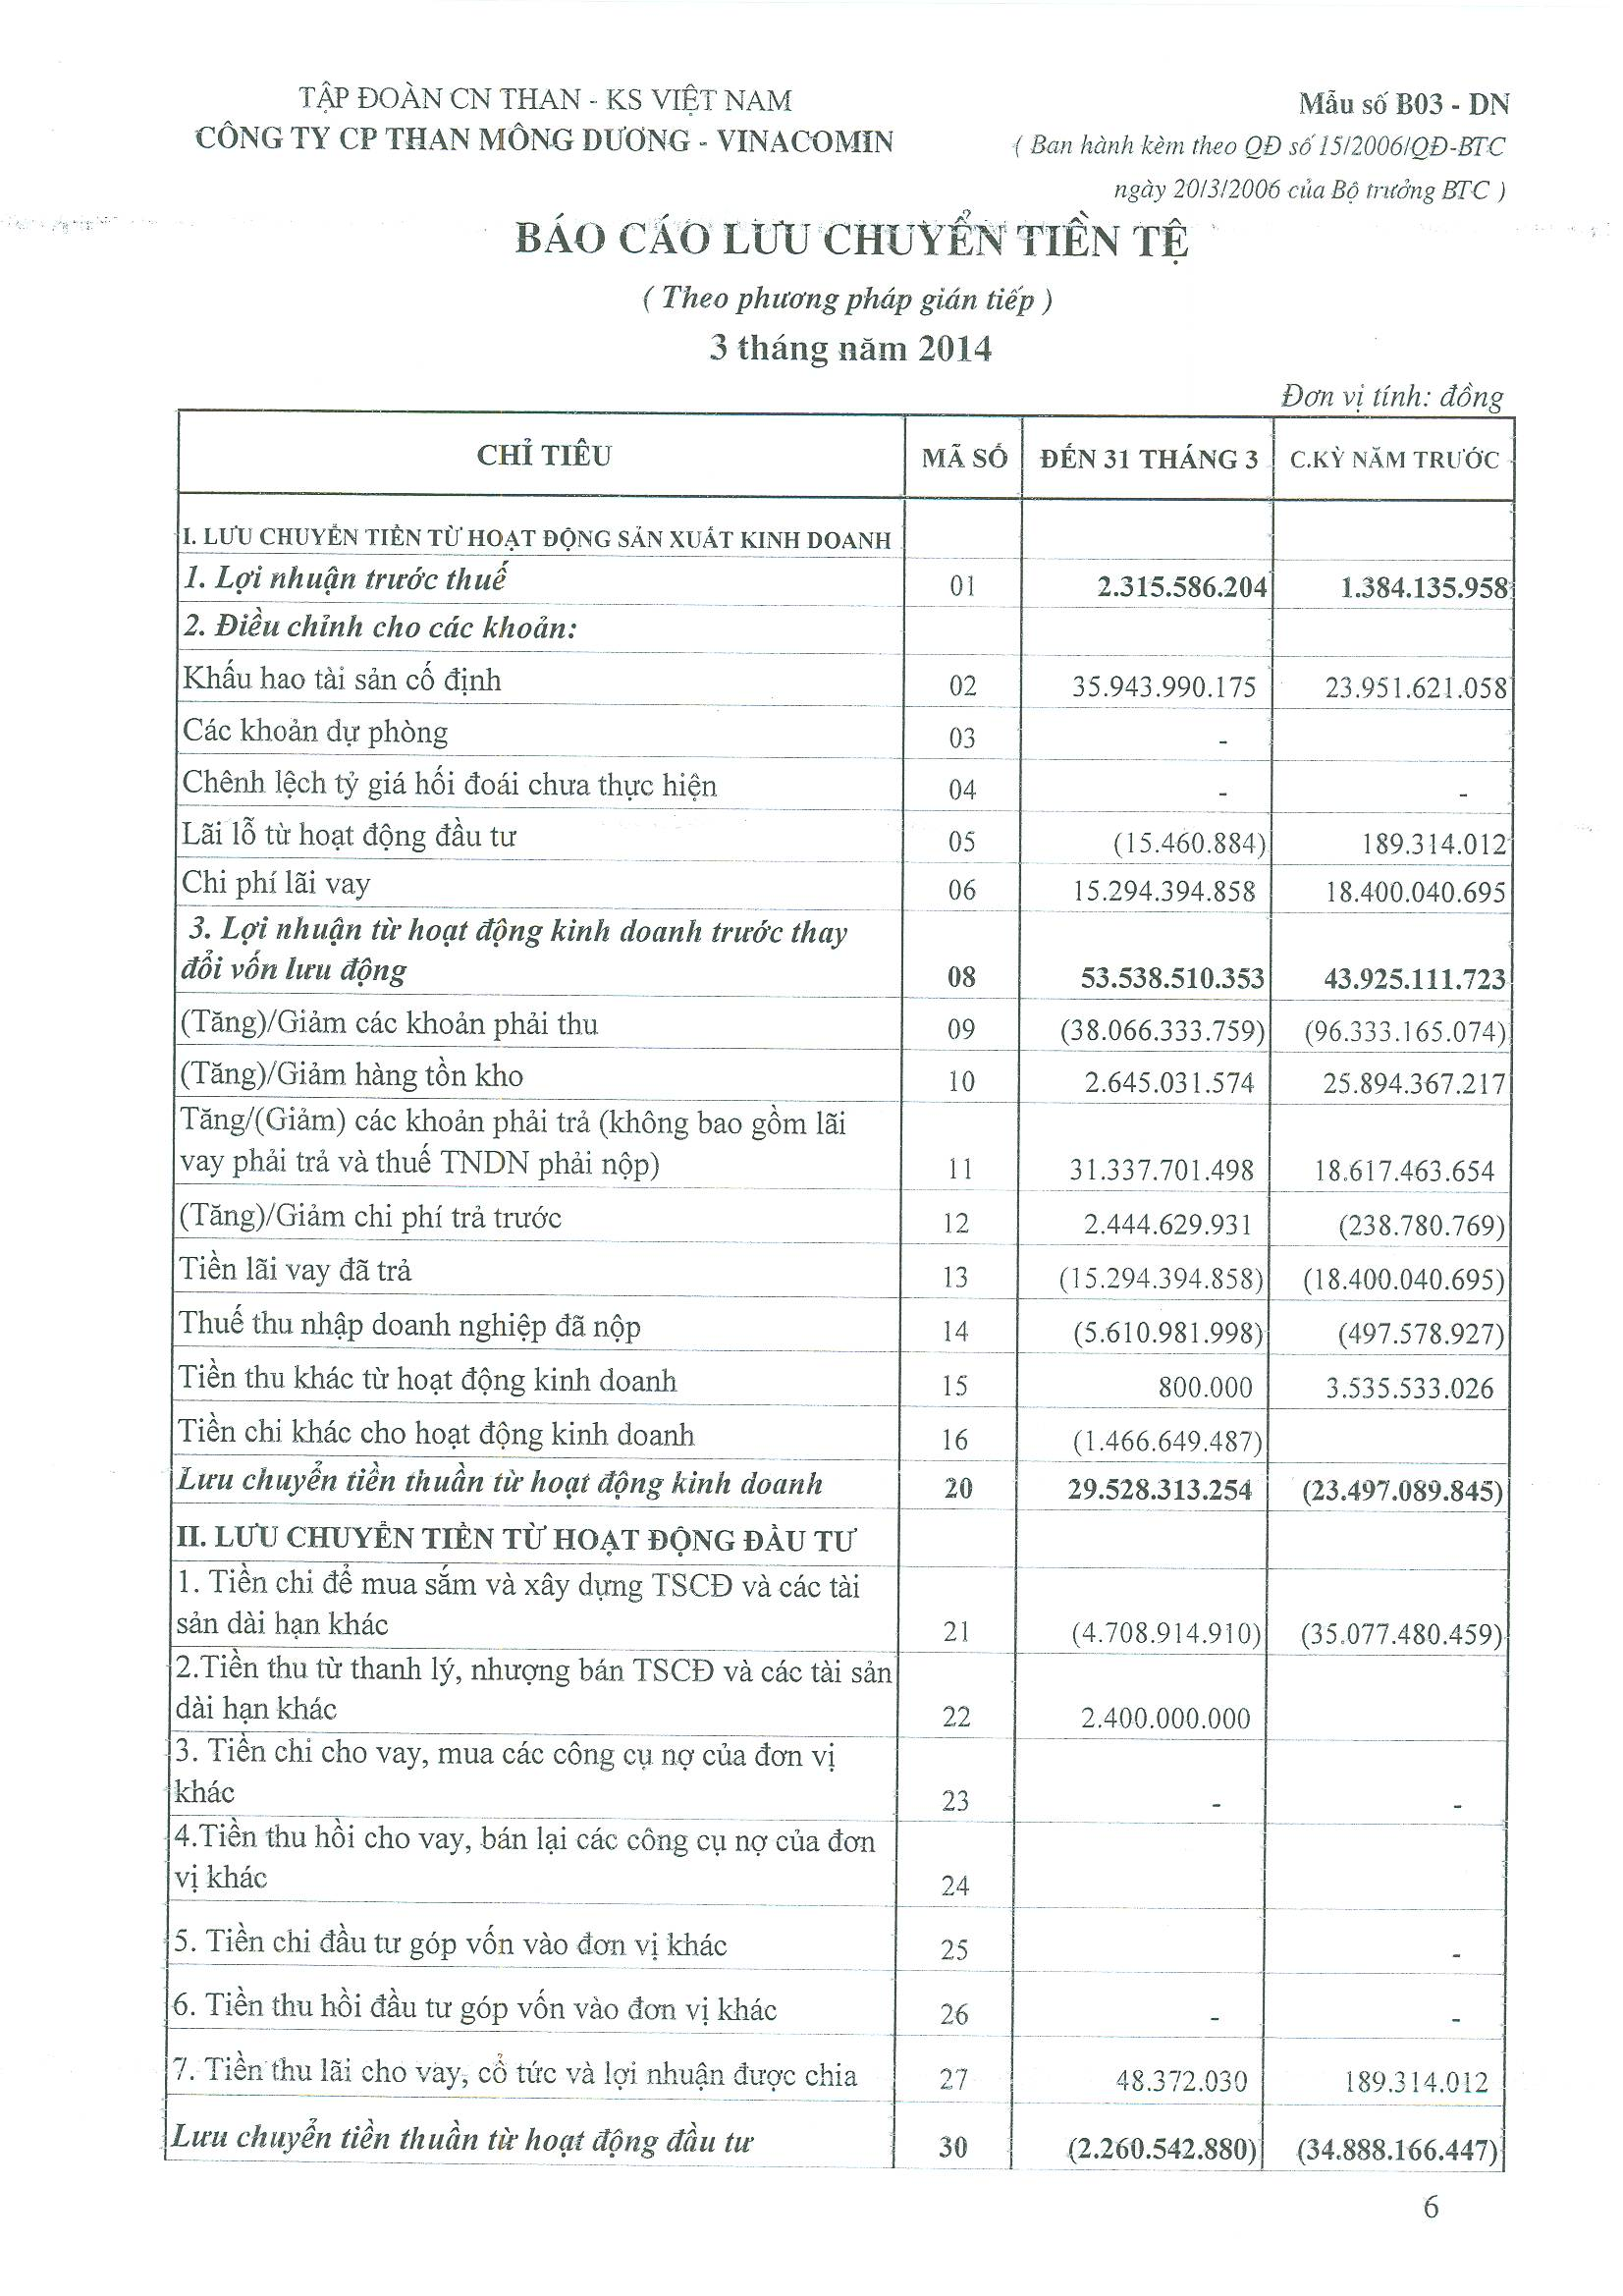 TẬP ĐOÀN CN THAN - KS VIỆT NAM
Mẫu số B03 - DN
CÔNG TY CP THAN MÔNG DƯƠNG - VINACOMIN
( Ban hành kèm theo QĐ số 15/2006/QĐ-BTC
ngày 20/3/2006 của Bộ trưởng BTC )
BÁO CÁO LƯU CHUYỂN TIỀN TỆ
( Theo phương pháp gián tiếp )
3 tháng năm 2014
Đơn vị tính: đồng
CHỈ TIÊU MÃ SỐ ĐẾN 31 THÁNG 3 C.KỲ NĂM TRƯỚC
I. LƯU CHUYỂN TIỀN TỪ HOẠT ĐỘNG SẢN XUẤT KINH DOANH
1. Lợi nhuận trước thuế 01 2.315.586.204 1.384.135.958
2. Điều chỉnh cho các khoản:
Khấu hao tài sản cố định 02 35.943.990.175 23.951.621.058
Các khoản dự phòng 03 -
Chênh lệch tỷ giá hối đoái chưa thực hiện 04 - -
Lãi lỗ từ hoạt động đầu tư 05 (15.460.884) 189.314.012
Chi phí lãi vay 06 15.294.394.858 18.400.040.695
3. Lợi nhuận từ hoạt động kinh doanh trước thay
đổi vốn lưu động 08 53.538.510.353 43.925.111.723
(Tăng)/Giảm các khoản phải thu 09 (38.066.333.759) (96.333.165.074)
(Tăng)/Giảm hàng tồn kho 10 2.645.031.574 25.894.367.217
Tăng/(Giảm) các khoản phải trả (không bao gồm lãi
vay phải trả và thuế TNDN phải nộp) 11 31.337.701.498 18.617.463.654
(Tăng)/Giảm chi phí trả trước 12 2.444.629.931 (238.780.769)
Tiền lãi vay đã trả 13 (15.294.394.858) (18.400.040.695)
Thuế thu nhập doanh nghiệp đã nộp 14 (5.610.981.998) (497.578.927)
Tiền thu khác từ hoạt động kinh doanh 15 800.000 3.535.533.026
Tiền chi khác cho hoạt động kinh doanh 16 (1.466.649.487)
Lưu chuyển tiền thuần từ hoạt động kinh doanh 20 29.528.313.254 (23.497.089.845)
II. LƯU CHUYỂN TIỀN TỪ HOẠT ĐỘNG ĐẦU TƯ
1. Tiền chi để mua sắm và xây dựng TSCĐ và các tài
sản dài hạn khác 21 (4.708.914.910) (35.077.480.459)
2.Tiền thu từ thanh lý, nhượng bán TSCĐ và các tài sản
dài hạn khác 22 2.400.000.000
3. Tiền chi cho vay, mua các công cụ nợ của đơn vị
khác 23 - -
4.Tiền thu hồi cho vay, bán lại các công cụ nợ của đơn
vị khác 24
5. Tiền chi đầu tư góp vốn vào đơn vị khác 25 -
6. Tiền thu hồi đầu tư góp vốn vào đơn vị khác 26 - -
7. Tiền thu lãi cho vay, cổ tức và lợi nhuận được chia 27 48.372.030 189.314.012
Lưu chuyển tiền thuần từ hoạt động đầu tư 30 (2.260.542.880) (34.888.166.447)
6